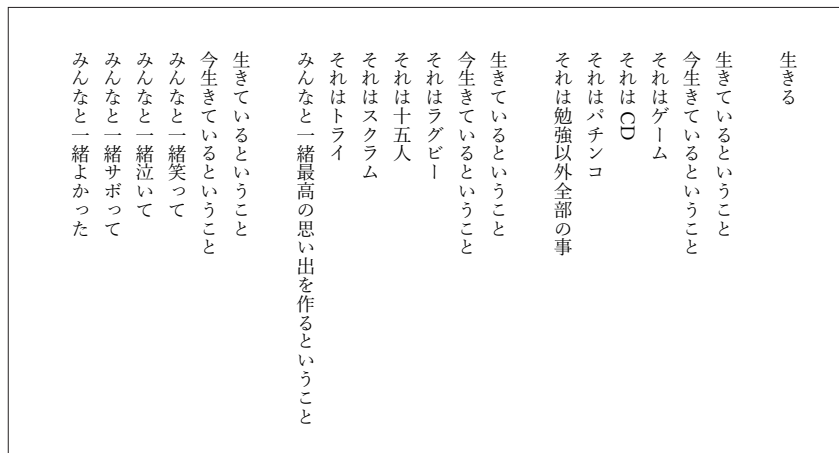 生きる
生きているということ
今生きているということ
それはゲーム
それは CD
それはパチンコ
それは勉強以外全部の事
生きているということ
今生きているということ
それはラグビー
それは十五人
それはスクラム
それはトライ
みんなと一緒最高の思い出を作るということ
生きているということ
今生きているということ
みんなと一緒笑って
みんなと一緒泣いて
みんなと一緒サボって
みんなと一緒よかった